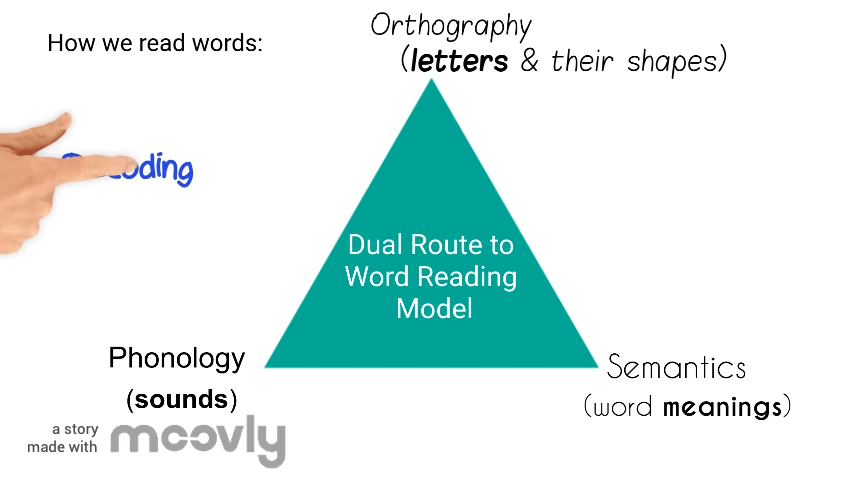 How we read words:
Orthography
(letters & their shapes)
Dual Route to
Word Reading
Model
Phonology
(sounds)
Semantics
(word meanings)
a story
made with
moovly